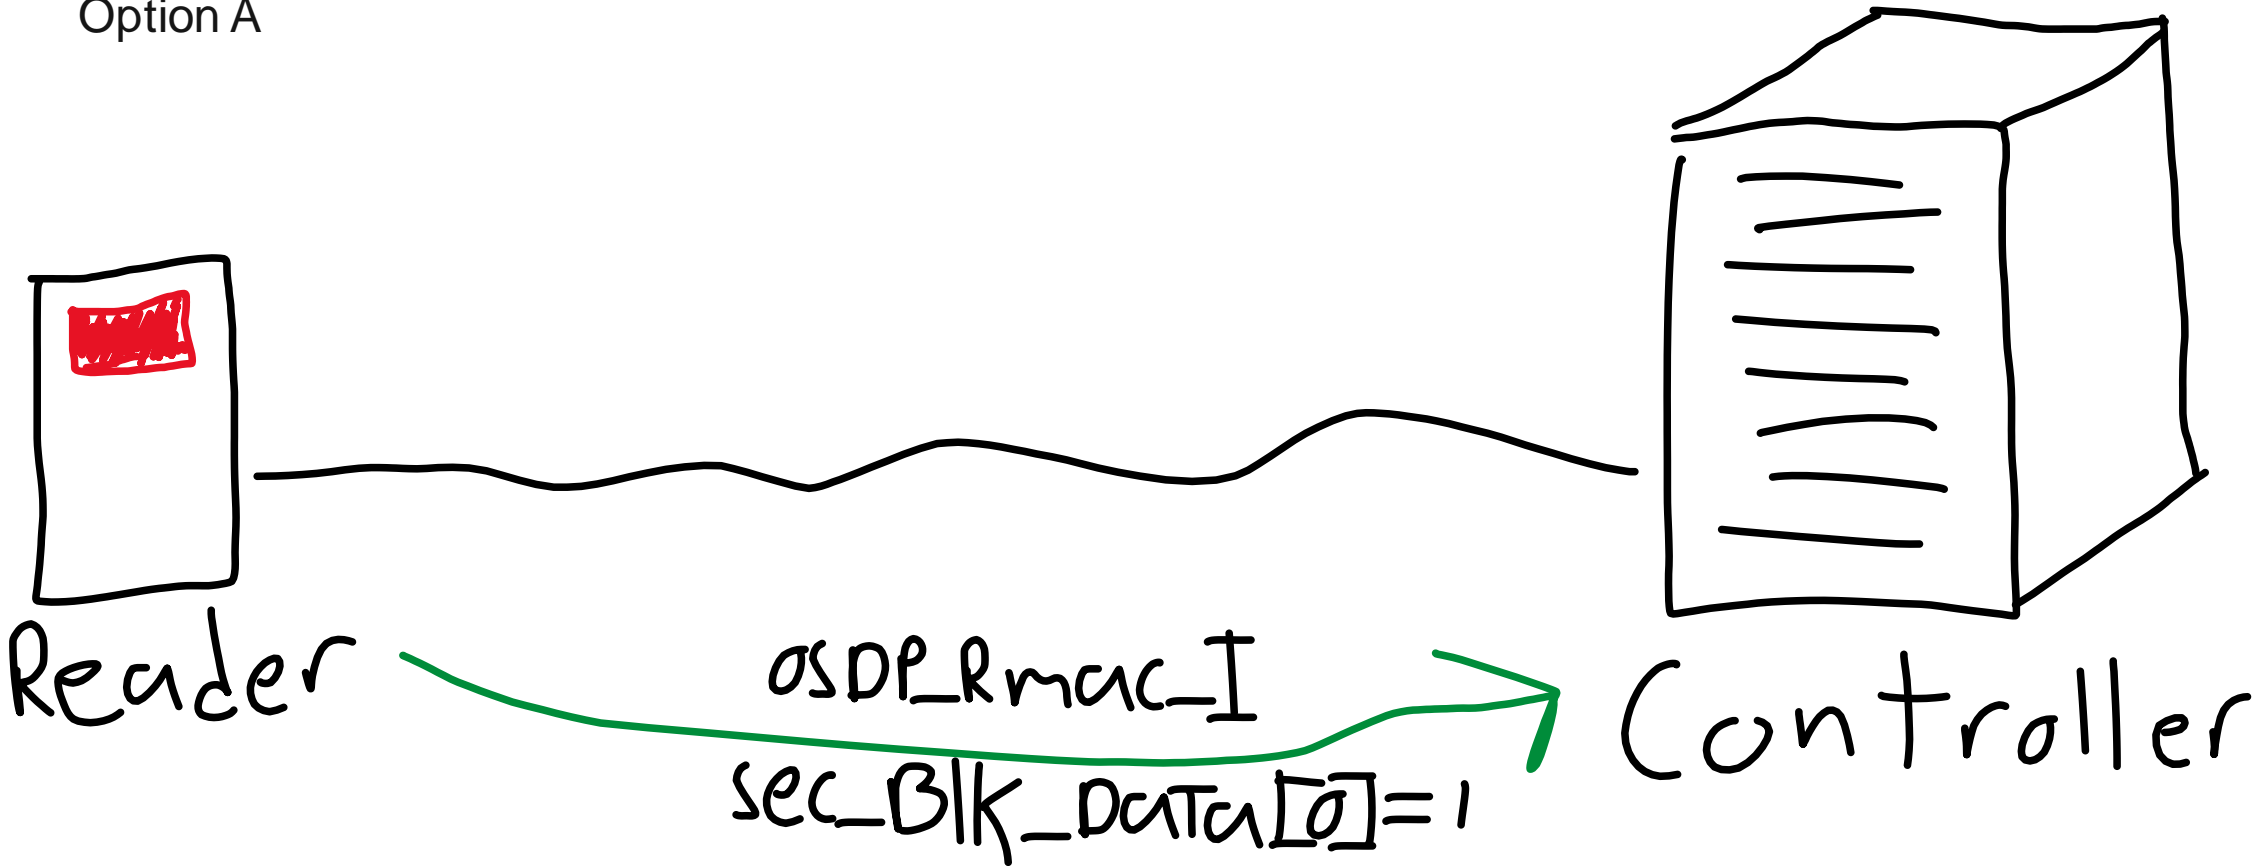 Option A
OSDP_Rmac_I
Reader
Controller
Sec_Blk_Data[0]=1